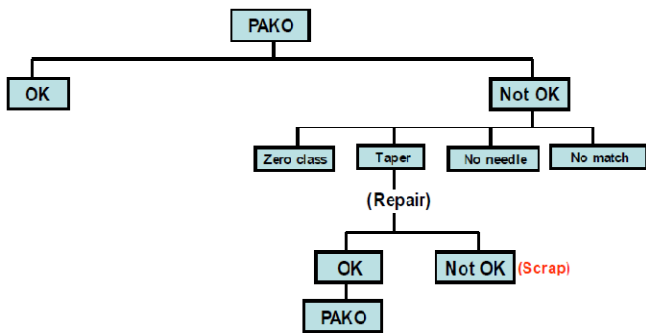 PAKO
OK
Not OK
Zero class
Taper
No needle
No match
(Repair)
OK
Not OK
(Scrap)
PAKO